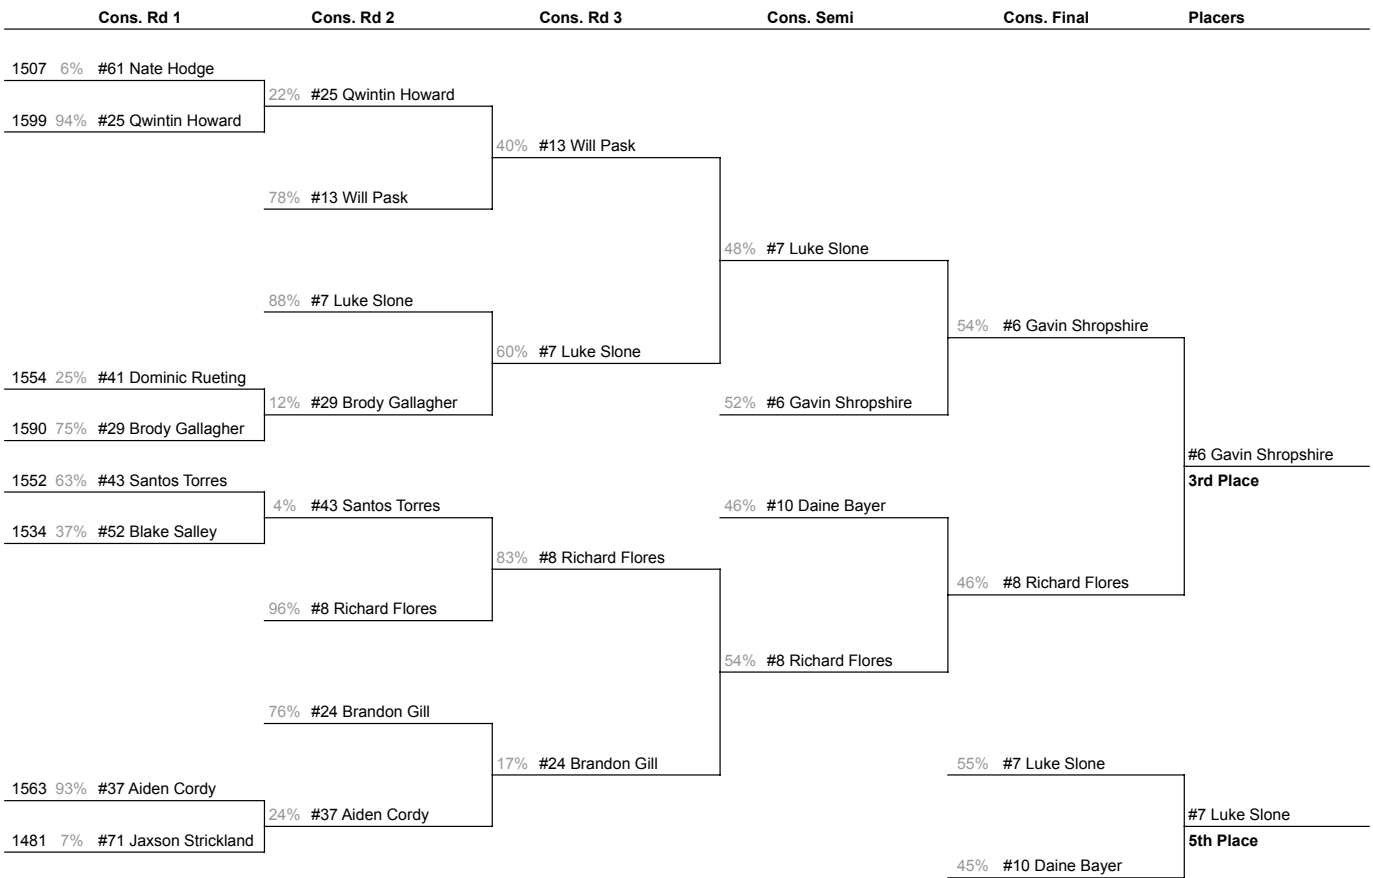 Cons. Rd 1 Cons. Rd 2 Cons. Rd 3 Cons. Semi Cons. Final Placers
1507 6% #61 Nate Hodge
22% #25 Qwintin Howard
1599 94% #25 Qwintin Howard
40% #13 Will Pask
78% #13 Will Pask
48% #7 Luke Slone
88% #7 Luke Slone
54% #6 Gavin Shropshire
60% #7 Luke Slone
1554 25% #41 Dominic Rueting
12% #29 Brody Gallagher
52% #6 Gavin Shropshire
1590 75% #29 Brody Gallagher
#6 Gavin Shropshire
1552 63% #43 Santos Torres
3rd Place
4% #43 Santos Torres
46% #10 Daine Bayer
1534 37% #52 Blake Salley
83% #8 Richard Flores
46% #8 Richard Flores
96% #8 Richard Flores
54% #8 Richard Flores
76% #24 Brandon Gill
17% #24 Brandon Gill
55% #7 Luke Slone
1563 93% #37 Aiden Cordy
24% #37 Aiden Cordy
#7 Luke Slone
1481 7% #71 Jaxson Strickland
5th Place
45% #10 Daine Bayer